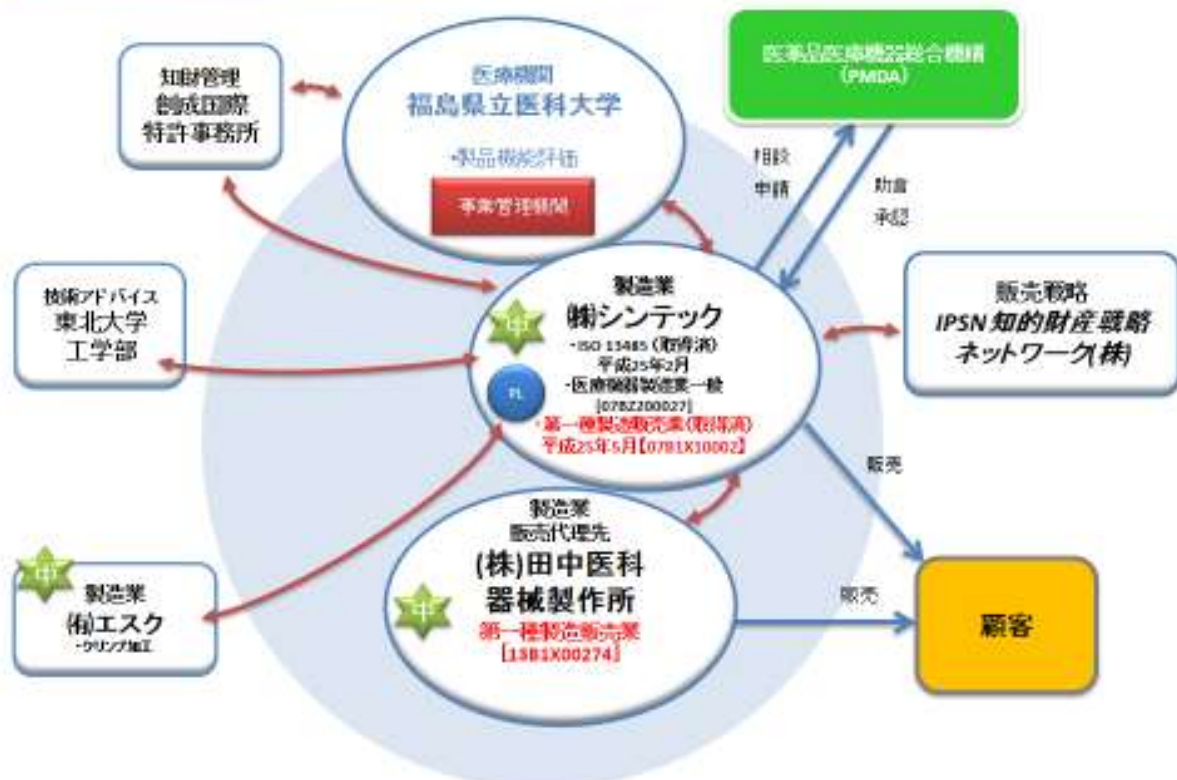 知財管理
創成国際
特許事務所
医療機関
福島県立医科大学
・製品機能評価
事業管理機関
医薬品医療機器総合機構
(PMDA)
相談
申請
助言
承認
技術アドバイス
東北大学
工学部
製造業
㈱シンテック
・ISO 13485 (取得済)
平成25年2月
・医療機器製造業一般
[07BZ200027]
・第一種製造販売業(取得済)
平成25年5月【07B1X10002】
中
PL
販売戦略
IPSN 知的財産戦略
ネットワーク(株)
販売
製造業
販売代理先
(株)田中医科
器械製作所
第一種製造販売業
[13B1X00274]
中
販売
顧客
中
製造業
㈲エスク
・クリンプ加工